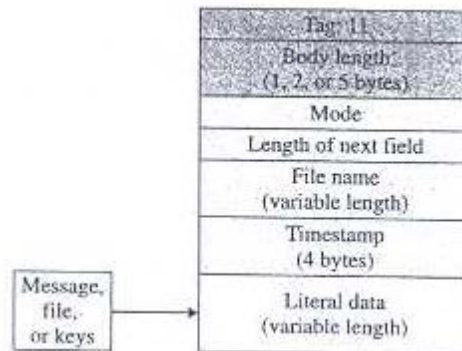 Tag: 11
Body length
(1, 2, or 5 bytes)
Mode
Length of next field
File name
(variable length)
Timestamp
(4 bytes)
Message,
file,
or keys
Literal data
(variable length)